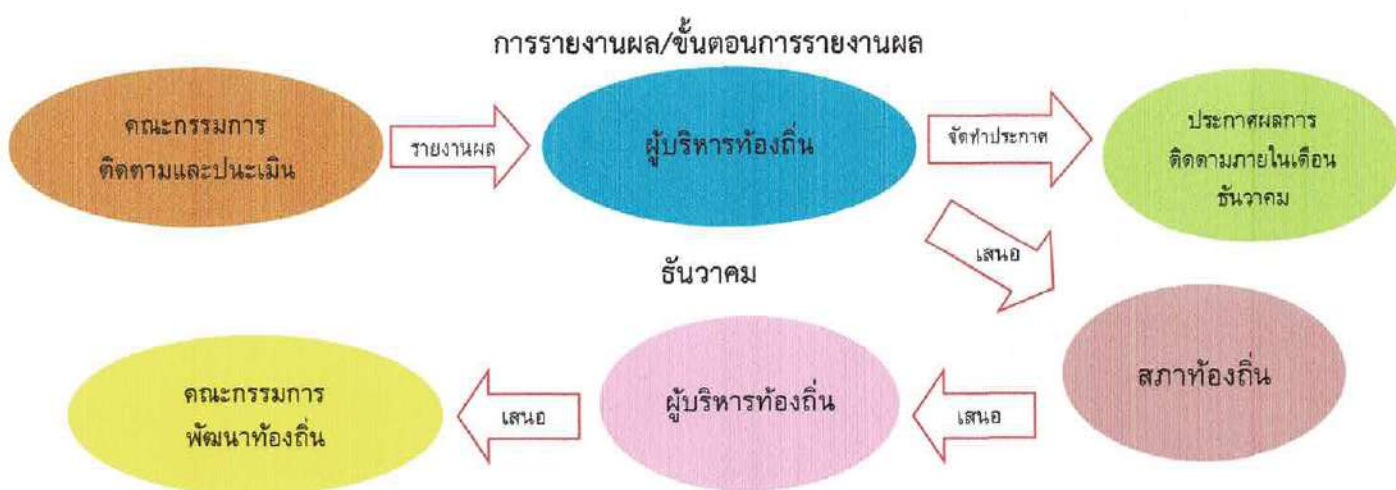 การรายงานผล/ขั้นตอนการรายงานผล
คณะกรรมการ
ติดตามและปนะเมิน
รายงานผล
ผู้บริหารท้องถิ่น
จัดทำประกาศ
ประกาศผลการ
ติดตามภายในเดือน
ธันวาคม
เสนอ
ธันวาคม
สภาท้องถิ่น
เสนอ
ผู้บริหารท้องถิ่น
เสนอ
คณะกรรมการ
พัฒนาท้องถิ่น